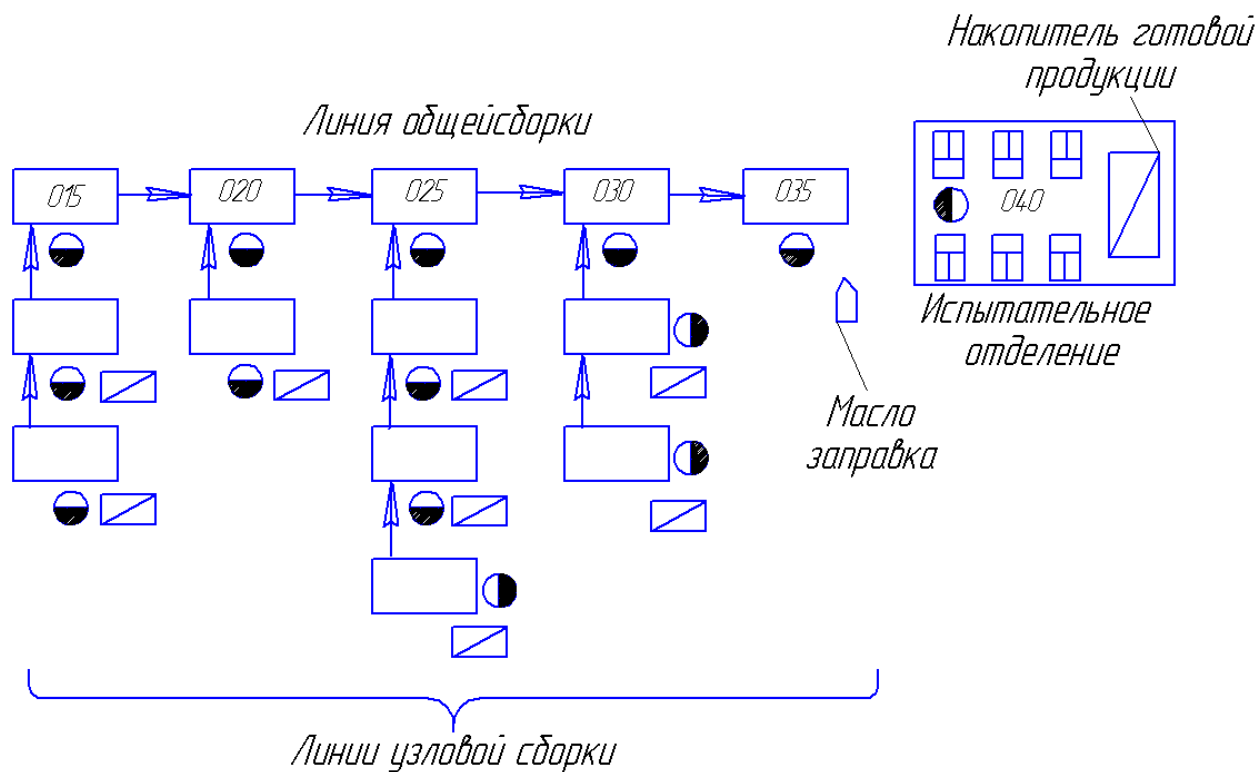 Накопитель готовой
продукции
Линия общейсборки
015
020
025
030
035
040
Испытательное
отделение
Масло
заправка
Линии узловой сборки